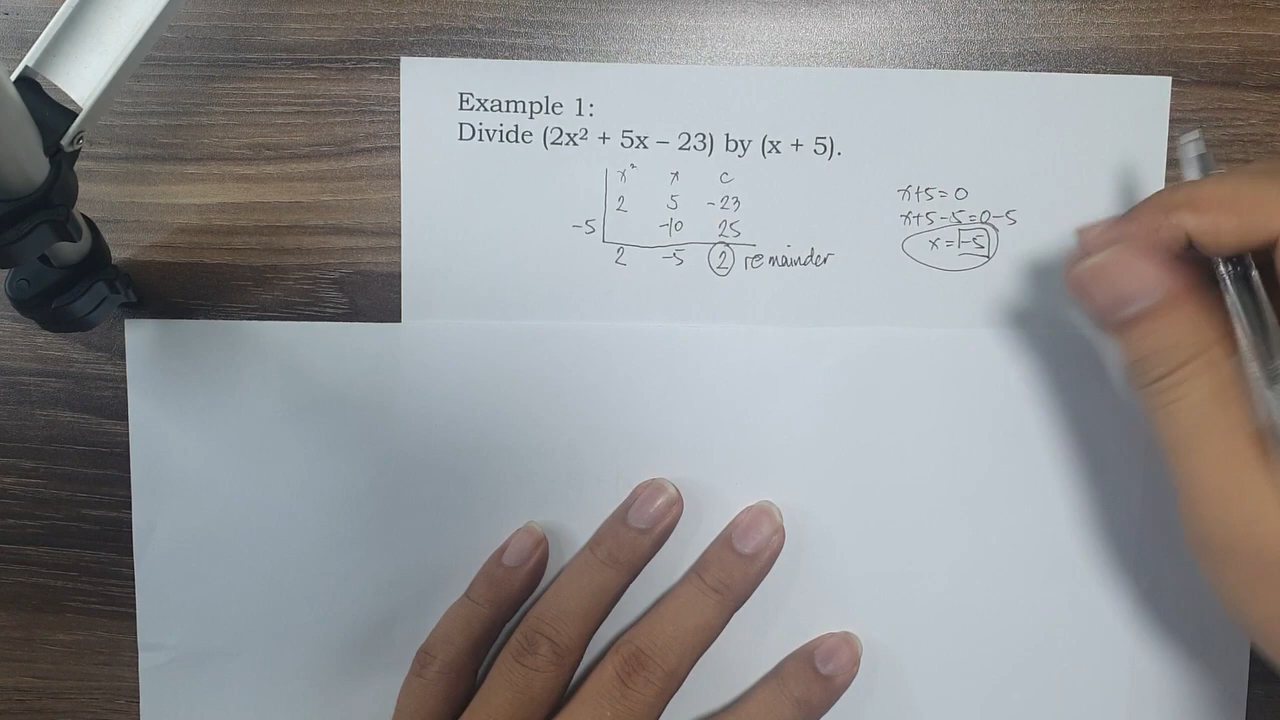 Example 1:
Divide (2x² + 5x – 23) by (x + 5).
x² x c
2 5 -23
-5 -10 25
2 -5 2 remainder
x+5=0
x+5-5=0-5
x=-5